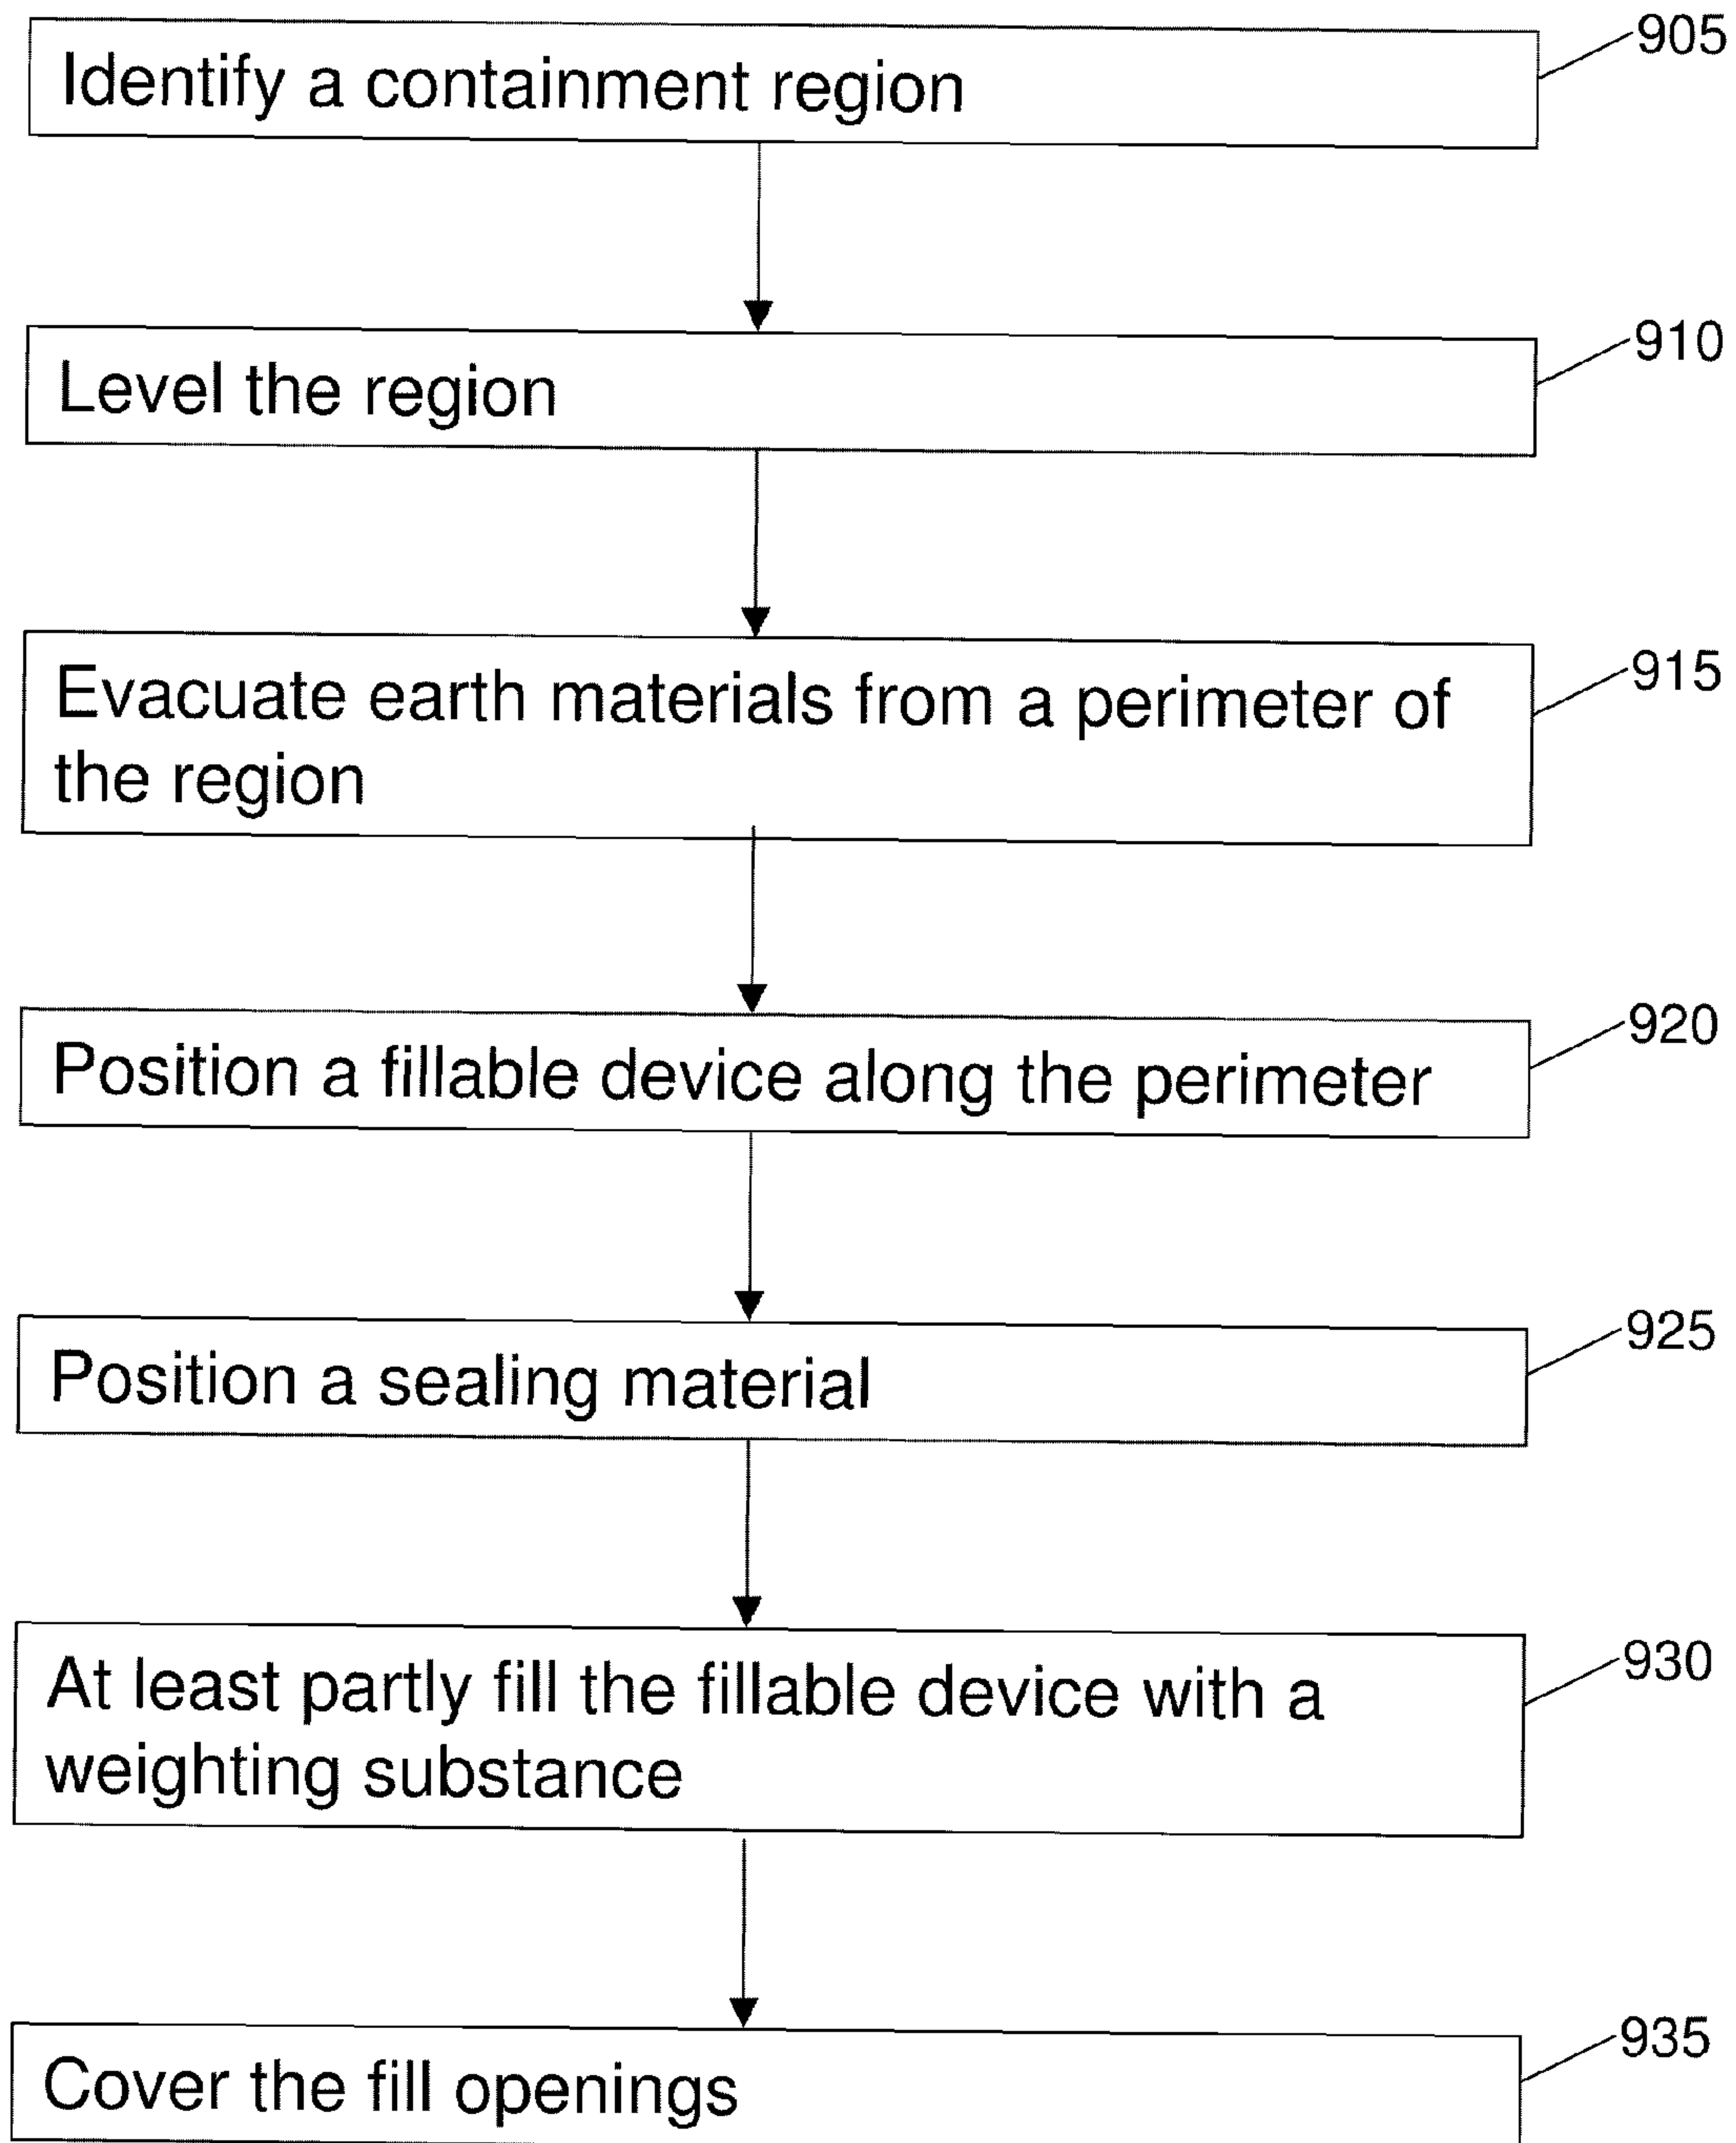 905
Identify a containment region
910
Level the region
915
Evacuate earth materials from a perimeter of
the region
920
Position a fillable device along the perimeter
925
Position a sealing material
930
At least partly fill the fillable device with a
weighting substance
935
Cover the fill openings